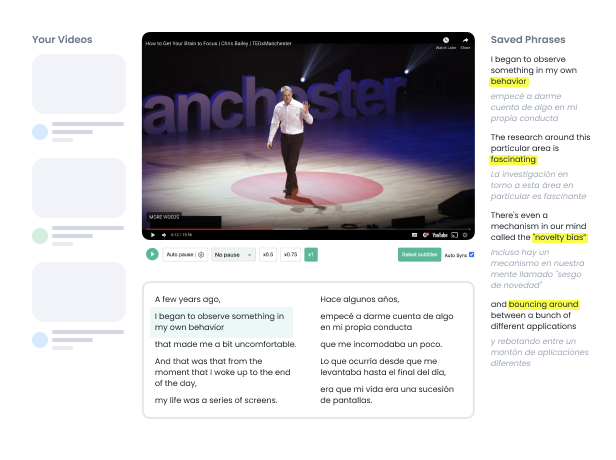 Your Videos
How to Get Your Brain to Focus | Chris Bailey | TEDxManchester
Watch Later
Share
anchester
MORE VIDEOS
YouTube
Auto pause
No pause
x0.5
x0.75
x1
Select subtitles
Auto Sync
A few years ago,
I began to observe something in
my own behavior
that made me a bit uncomfortable.
And that was that from the
moment that I woke up to the end
of the day,
my life was a series of screens.
Hace algunos años,
empecé a darme cuenta de algo
en mi propia conducta
que me incomodaba un poco.
Lo que ocurría desde que me
levantaba hasta el final del día,
era que mi vida era una sucesión
de pantallas.
Saved Phrases
I began to observe
something in my own
behavior
empecé a darme
cuenta de algo en mi
propia conducta
The research around this
particular area is
fascinating
La investigación en
torno a esta área en
particular es fascinante
There's even a
mechanism in our mind
called the "novelty bias"
Incluso hay un
mecanismo en nuestra
mente llamado "sesgo
de novedad"
and bouncing around
between a bunch of
different applications
y rebotando entre un
montón de aplicaciones
diferentes